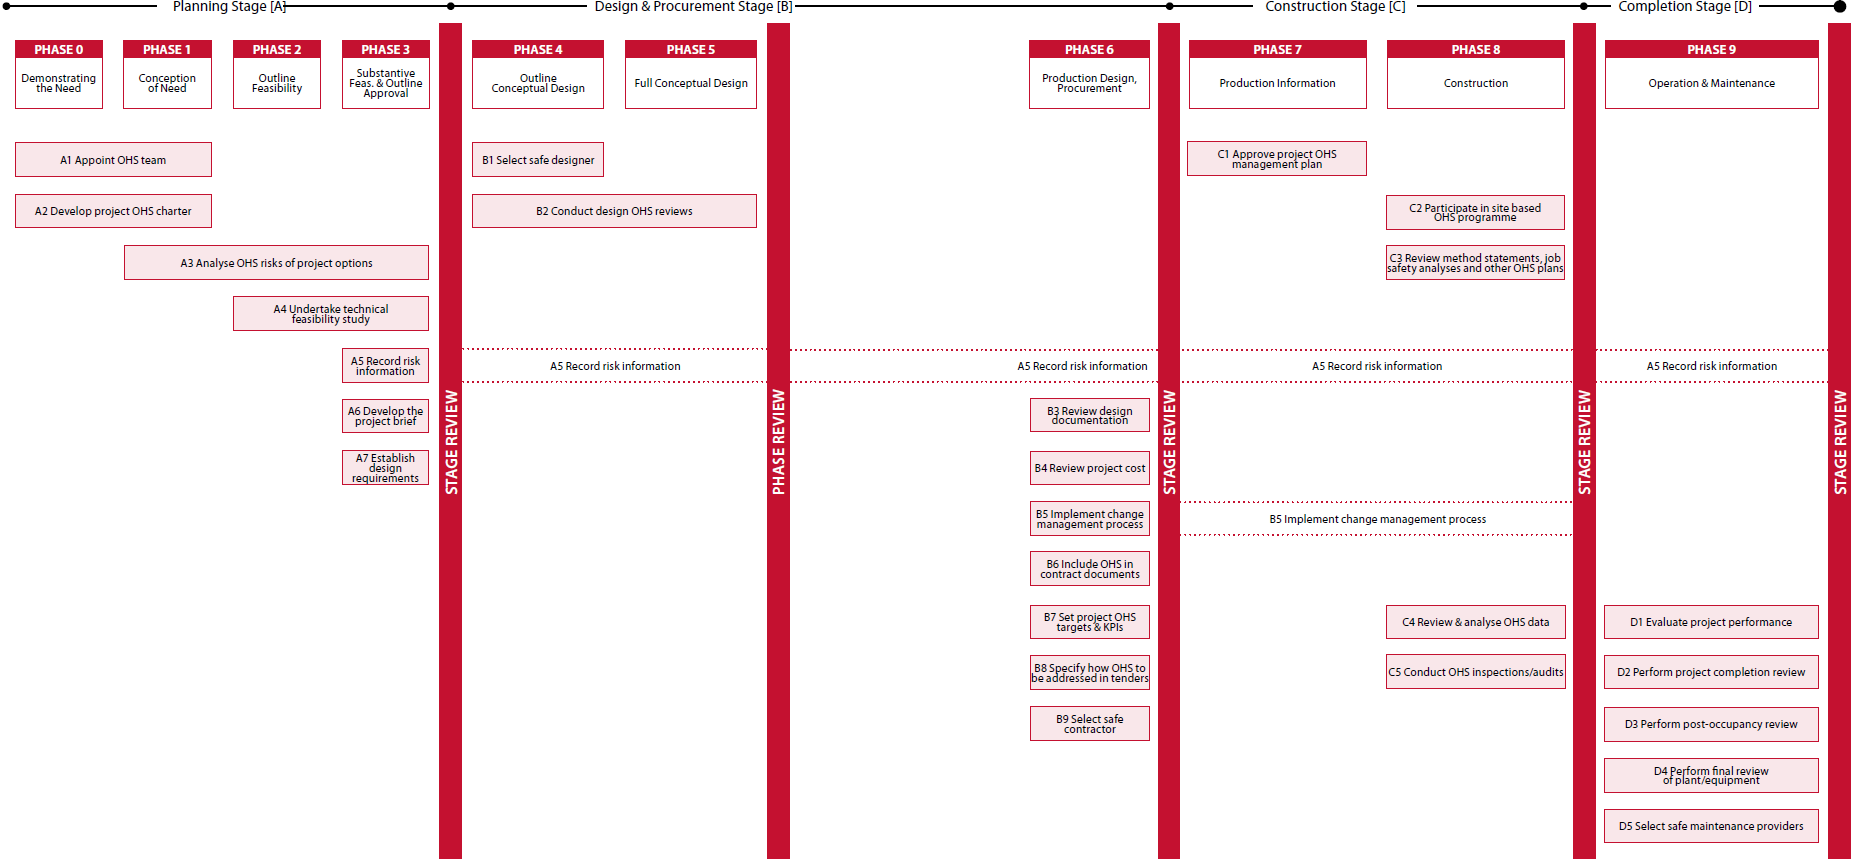 Planning Stage [A]
Design & Procurement Stage [B]
Construction Stage [C]
Completion Stage [D]
PHASE 0
Demonstrating
the Need
PHASE 1
Conception
of Need
PHASE 2
Outline
Feasibility
PHASE 3
Substantive
Feas. & Outline
Approval
PHASE 4
Outline
Conceptual Design
PHASE 5
Full Conceptual Design
PHASE 6
Production Design,
Procurement
PHASE 7
Production Information
PHASE 8
Construction
PHASE 9
Operation & Maintenance
A1 Appoint OHS team
A2 Develop project OHS charter
A3 Analyse OHS risks of project options
A4 Undertake technical
feasibility study
A5 Record risk
information
A6 Develop the
project brief
A7 Establish
design
requirements
STAGE REVIEW
B1 Select safe designer
B2 Conduct design OHS reviews
A5 Record risk information
PHASE REVIEW
A5 Record risk information
B3 Review design
documentation
B4 Review project cost
B5 Implement change
management process
B6 Include OHS in
contract documents
B7 Set project OHS
targets & KPIs
B8 Specify how OHS to
be addressed in tenders
B9 Select safe
contractor
STAGE REVIEW
C1 Approve project OHS
management plan
C2 Participate in site based
OHS programme
C3 Review method statements, job
safety analyses and other OHS plans
A5 Record risk information
B5 Implement change management process
C4 Review & analyse OHS data
C5 Conduct OHS inspections/audits
STAGE REVIEW
A5 Record risk information
D1 Evaluate project performance
D2 Perform project completion review
D3 Perform post-occupancy review
D4 Perform final review
of plant/equipment
D5 Select safe maintenance providers
STAGE REVIEW